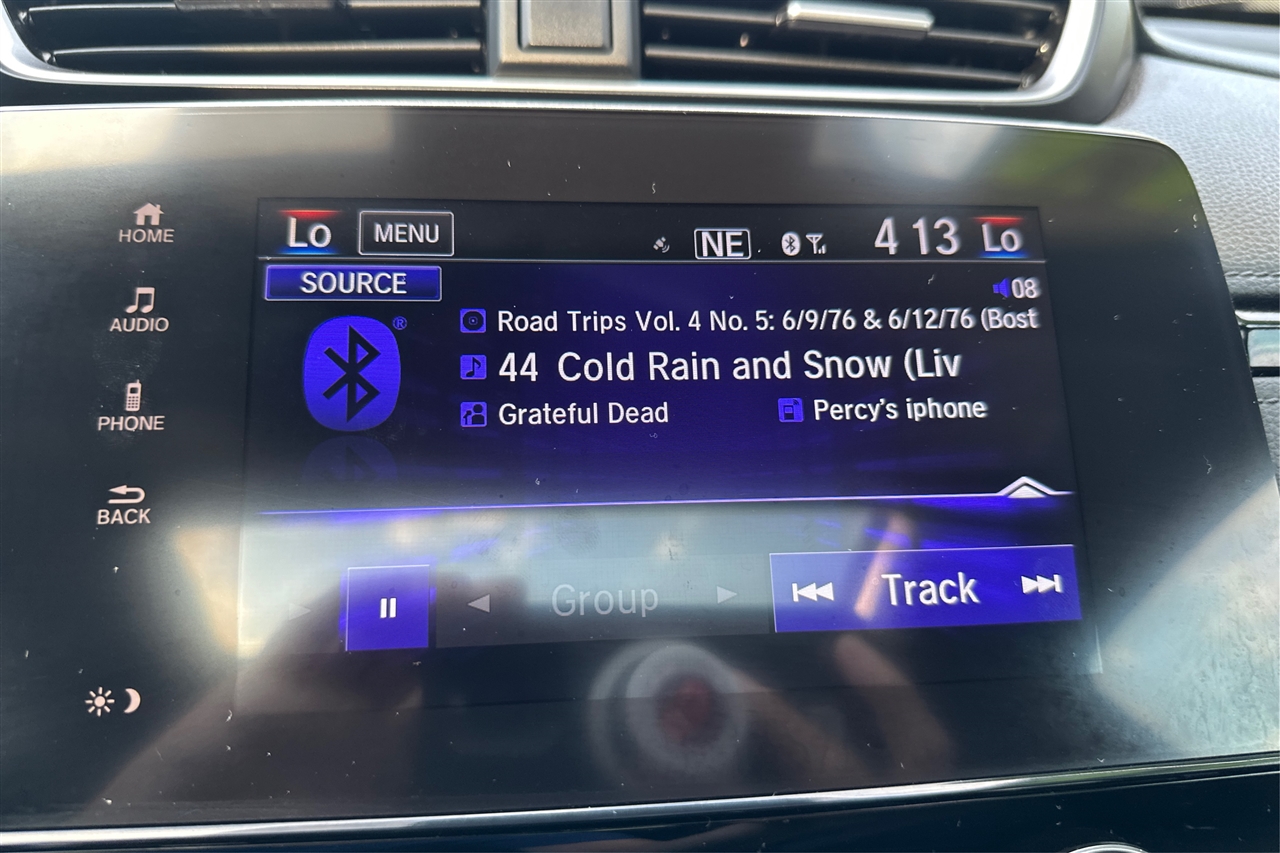 HOME
AUDIO
PHONE
BACK
Lo MENU NE 4 13 Lo
SOURCE 08
®
Road Trips Vol. 4 No. 5: 6/9/76 & 6/12/76 (Bost
44 Cold Rain and Snow (Liv
Grateful Dead Percy's iphone
Group Track